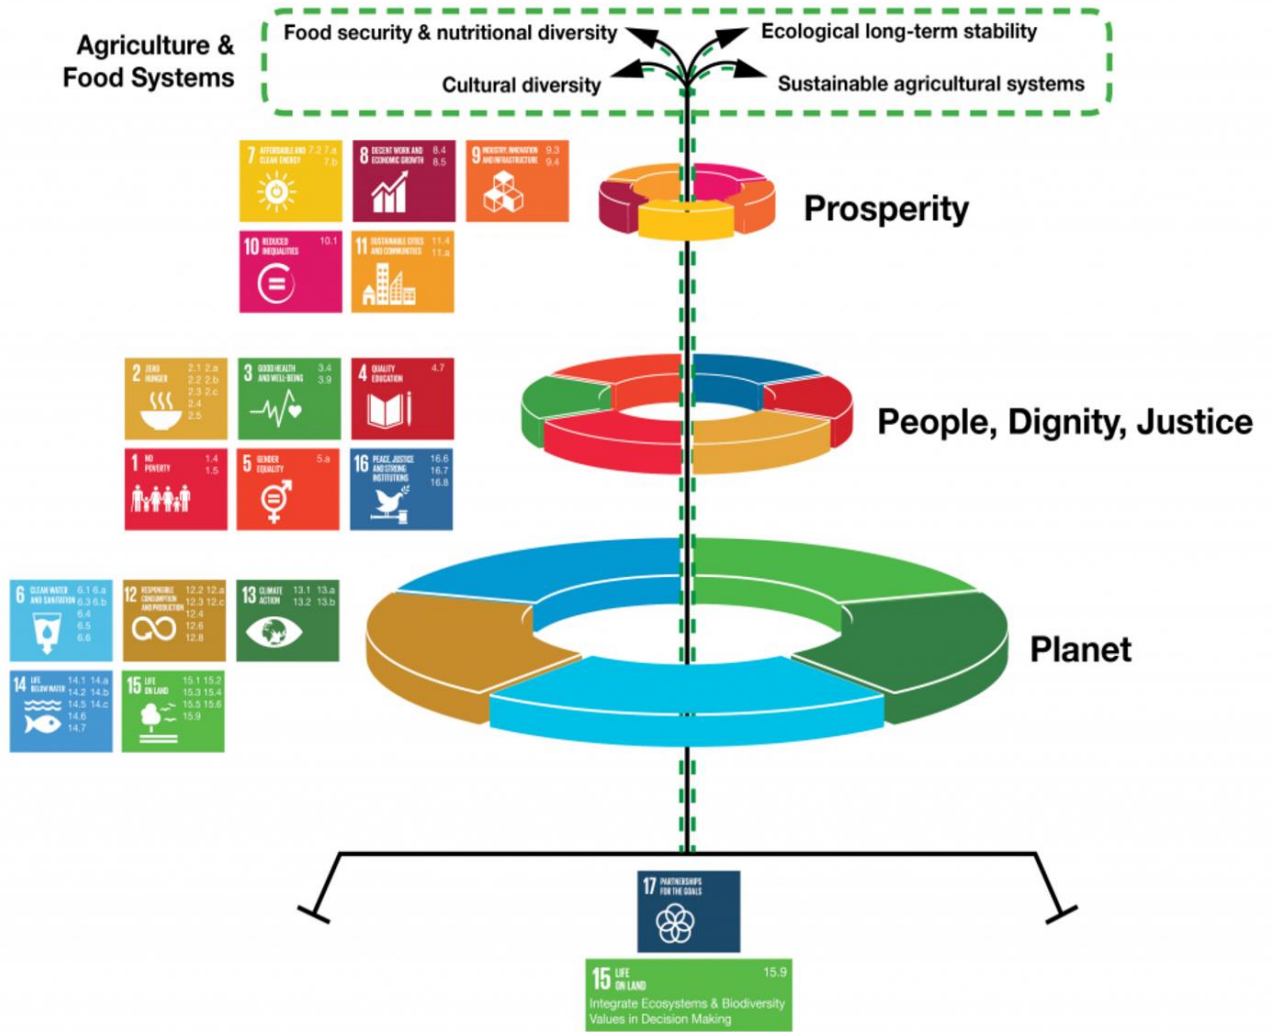 Agriculture &
Food Systems
Food security & nutritional diversity
Ecological long-term stability
Cultural diversity
Sustainable agricultural systems
7 AFFORDABLE AND 7.2 7.a
CLEAN ENERGY 7.b
8 DECENT WORK AND 8.4
ECONOMIC GROWTH 8.5
9 INDUSTRY, INNOVATION 9.3
AND INFRASTRUCTURE 9.4
10 REDUCED 10.1
INEQUALITIES
11 SUSTAINABLE CITIES 11.4
AND COMMUNITIES 11.a
Prosperity
2 ZERO 2.1 2.a
HUNGER 2.2 2.b
2.3 2.c
2.4
2.5
3 GOOD HEALTH 3.4
AND WELL-BEING 3.9
4 QUALITY 4.7
EDUCATION
1 NO 1.4
POVERTY 1.5
5 GENDER 5.a
EQUALITY
16 PEACE, JUSTICE 16.6
AND STRONG 16.7
INSTITUTIONS 16.8
People, Dignity, Justice
6 CLEAN WATER 6.1 6.a
AND SANITATION 6.3 6.b
6.4
6.5
6.6
12 RESPONSIBLE 12.2 12.a
CONSUMPTION 12.3 12.c
AND PRODUCTION 12.4
12.6
12.8
13 CLIMATE 13.1 13.a
ACTION 13.2 13.b
14 LIFE 14.1 14.a
BELOW WATER 14.2 14.b
14.5 14.c
14.6
14.7
15 LIFE 15.1 15.2
ON LAND 15.3 15.4
15.5 15.6
15.9
Planet
17 PARTNERSHIPS
FOR THE GOALS
15 LIFE 15.9
ON LAND
Integrate Ecosystems & Biodiversity
Values in Decision Making